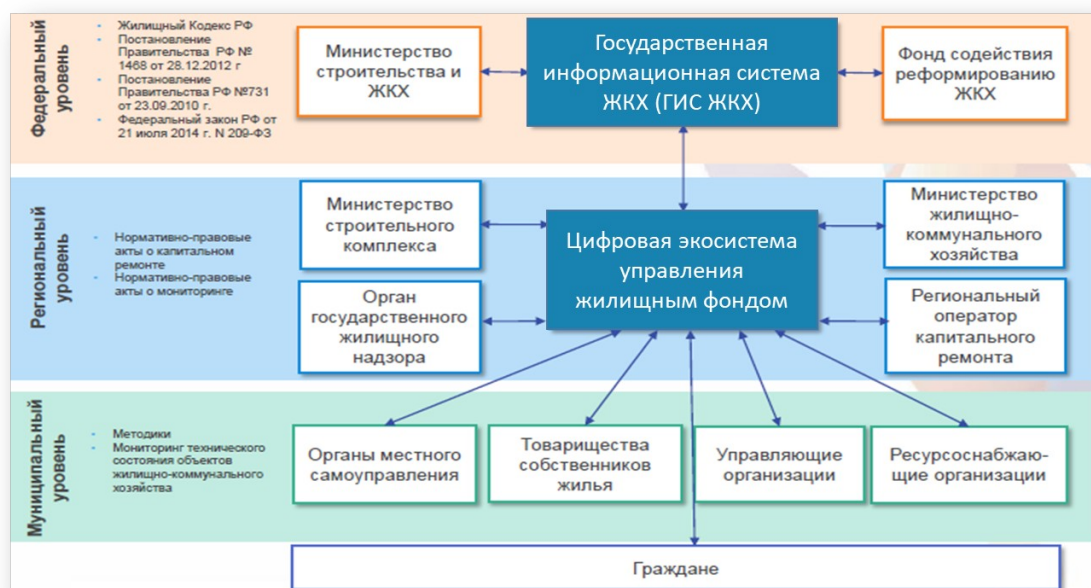 Федеральный
уровень
- Жилищный Кодекс РФ
- Постановление
Правительства РФ №
1468 от 28.12.2012 г
- Постановление
Правительства РФ №731
от 23.09.2010 г.
- Федеральный закон РФ от
21 июля 2014 г. N 209-ФЗ
Министерство
строительства и
ЖКХ
Государственная
информационная система
ЖКХ (ГИС ЖКХ)
Фонд содействия
реформированию
ЖКХ
Региональный
уровень
- Нормативно-правовые
акты о капитальном
ремонте
- Нормативно-правовые
акты о мониторинге
Министерство
строительного
комплекса
Орган
государственного
жилищного
надзора
Цифровая экосистема
управления
жилищным фондом
Министерство
жилищно-
коммунального
хозяйства
Региональный
оператор
капитального
ремонта
Муниципальный
уровень
- Методики
- Мониторинг технического
состояния объектов
жилищно-коммунального
хозяйства
Органы местного
самоуправления
Товарищества
собственников
жилья
Управляющие
организации
Ресурсоснабжаю-
щие организации
Граждане